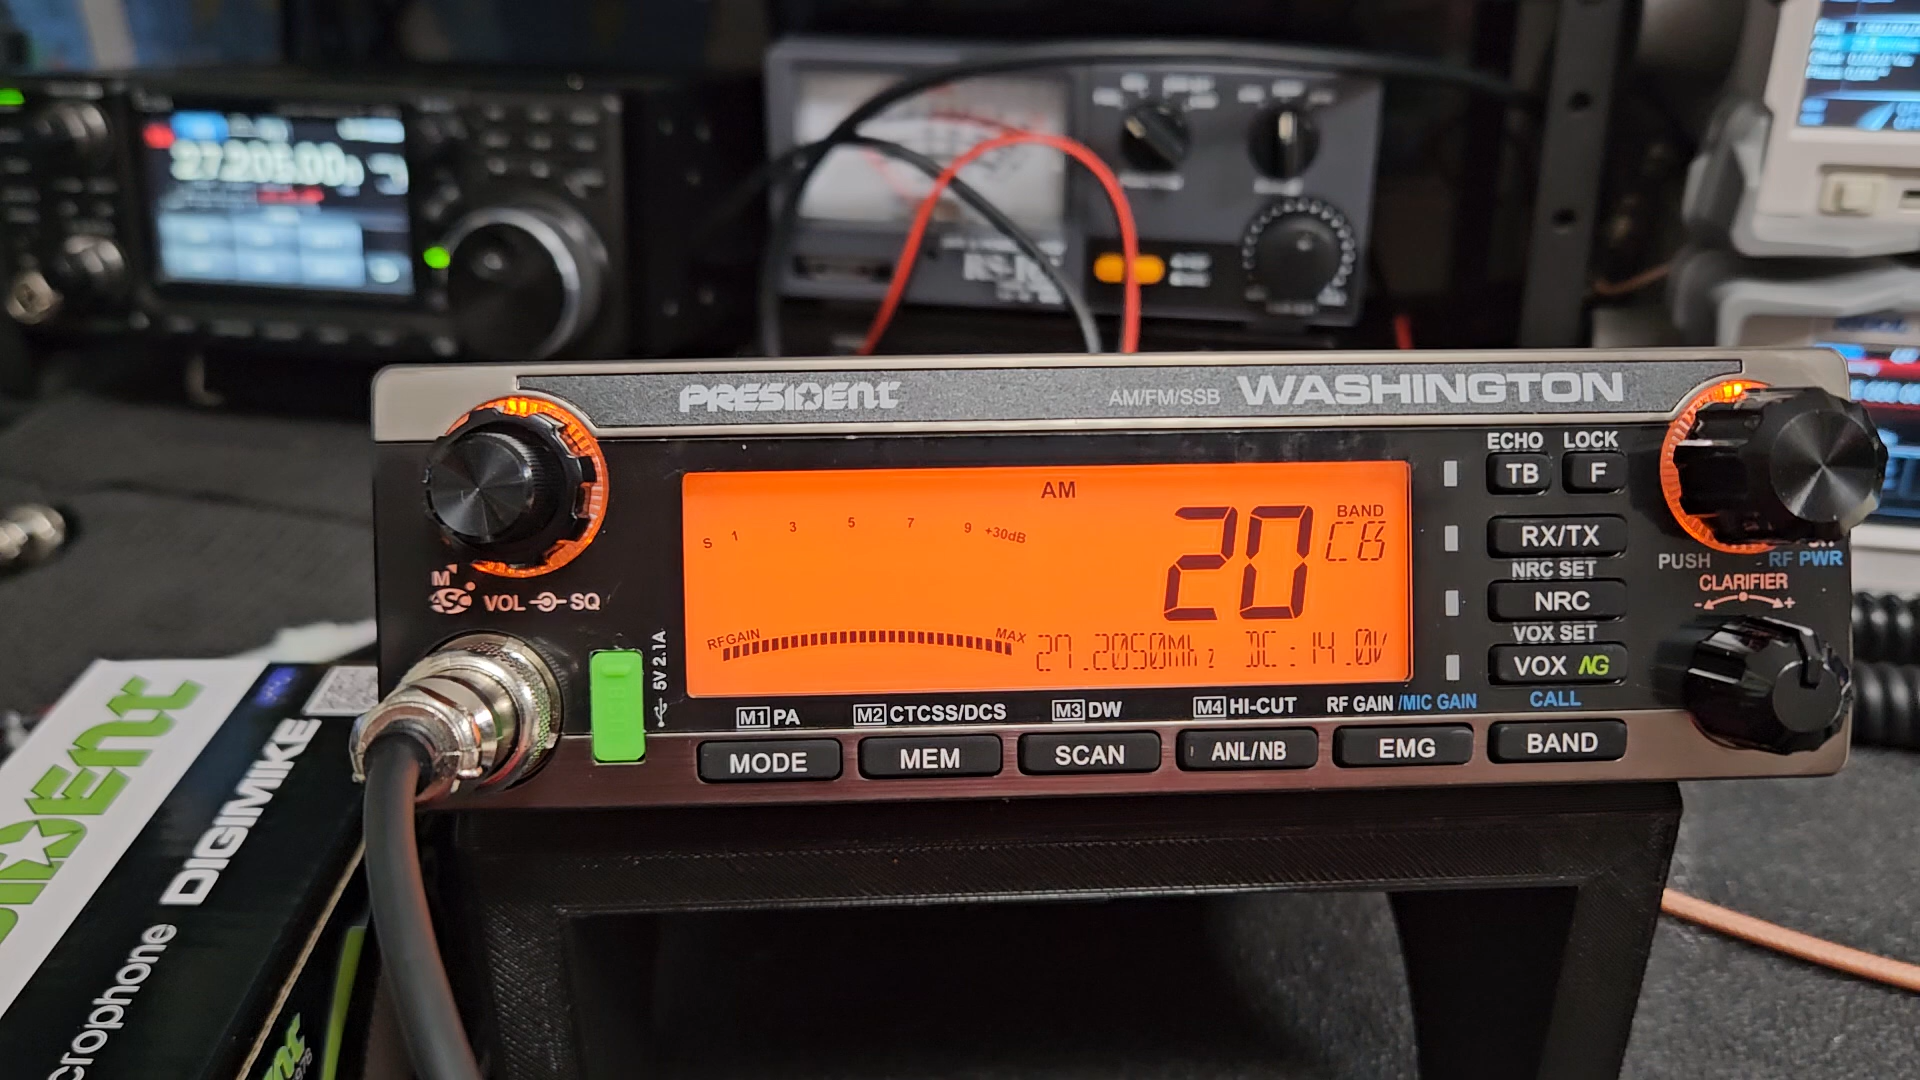 27.205.00
PRESIDENT
AM/FM/SSB WASHINGTON
ECHO LOCK
TB F
RX/TX
NRC SET
NRC
VOX SET
VOX NG
CALL
BAND
AM
S 1 3 5 7 9 +30dB
20
BAND
CB
RFGAIN MAX
27.2050MHz DC:14.0V
M
ASC
VOL SQ
5V 2.1A
PUSH RF PWR
CLARIFIER
- +
M1 PA
M2 CTCSS/DCS
M3 DW
M4 HI-CUT
RF GAIN /MIC GAIN
MODE
MEM
SCAN
ANL/NB
EMG
DIGIMIKE
crophone